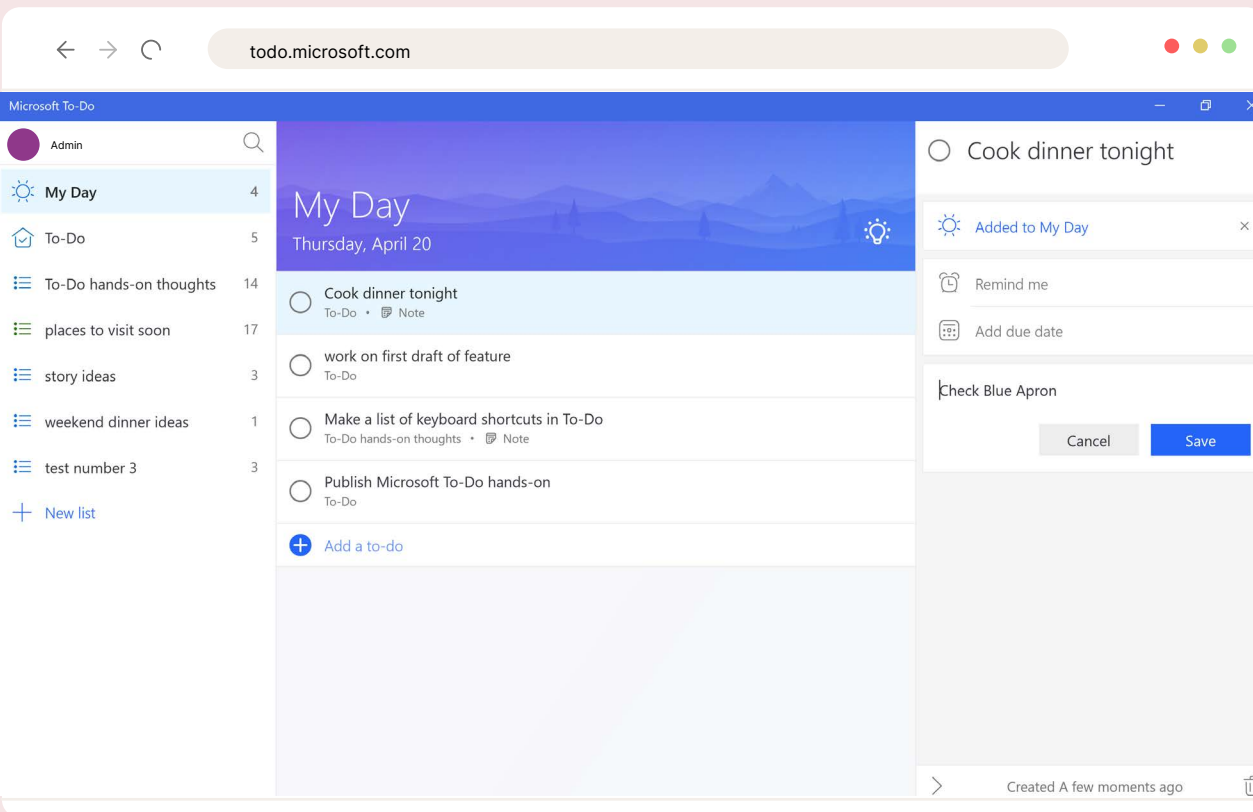 todo.microsoft.com
Microsoft To-Do
Admin
My Day 4
To-Do 5
To-Do hands-on thoughts 14
places to visit soon 17
story ideas 3
weekend dinner ideas 1
test number 3 3
New list
My Day
Thursday, April 20
Cook dinner tonight
To-Do • Note
work on first draft of feature
To-Do
Make a list of keyboard shortcuts in To-Do
To-Do hands-on thoughts • Note
Publish Microsoft To-Do hands-on
To-Do
Add a to-do
Cook dinner tonight
Added to My Day
Remind me
Add due date
Check Blue Apron
Cancel Save
Created A few moments ago